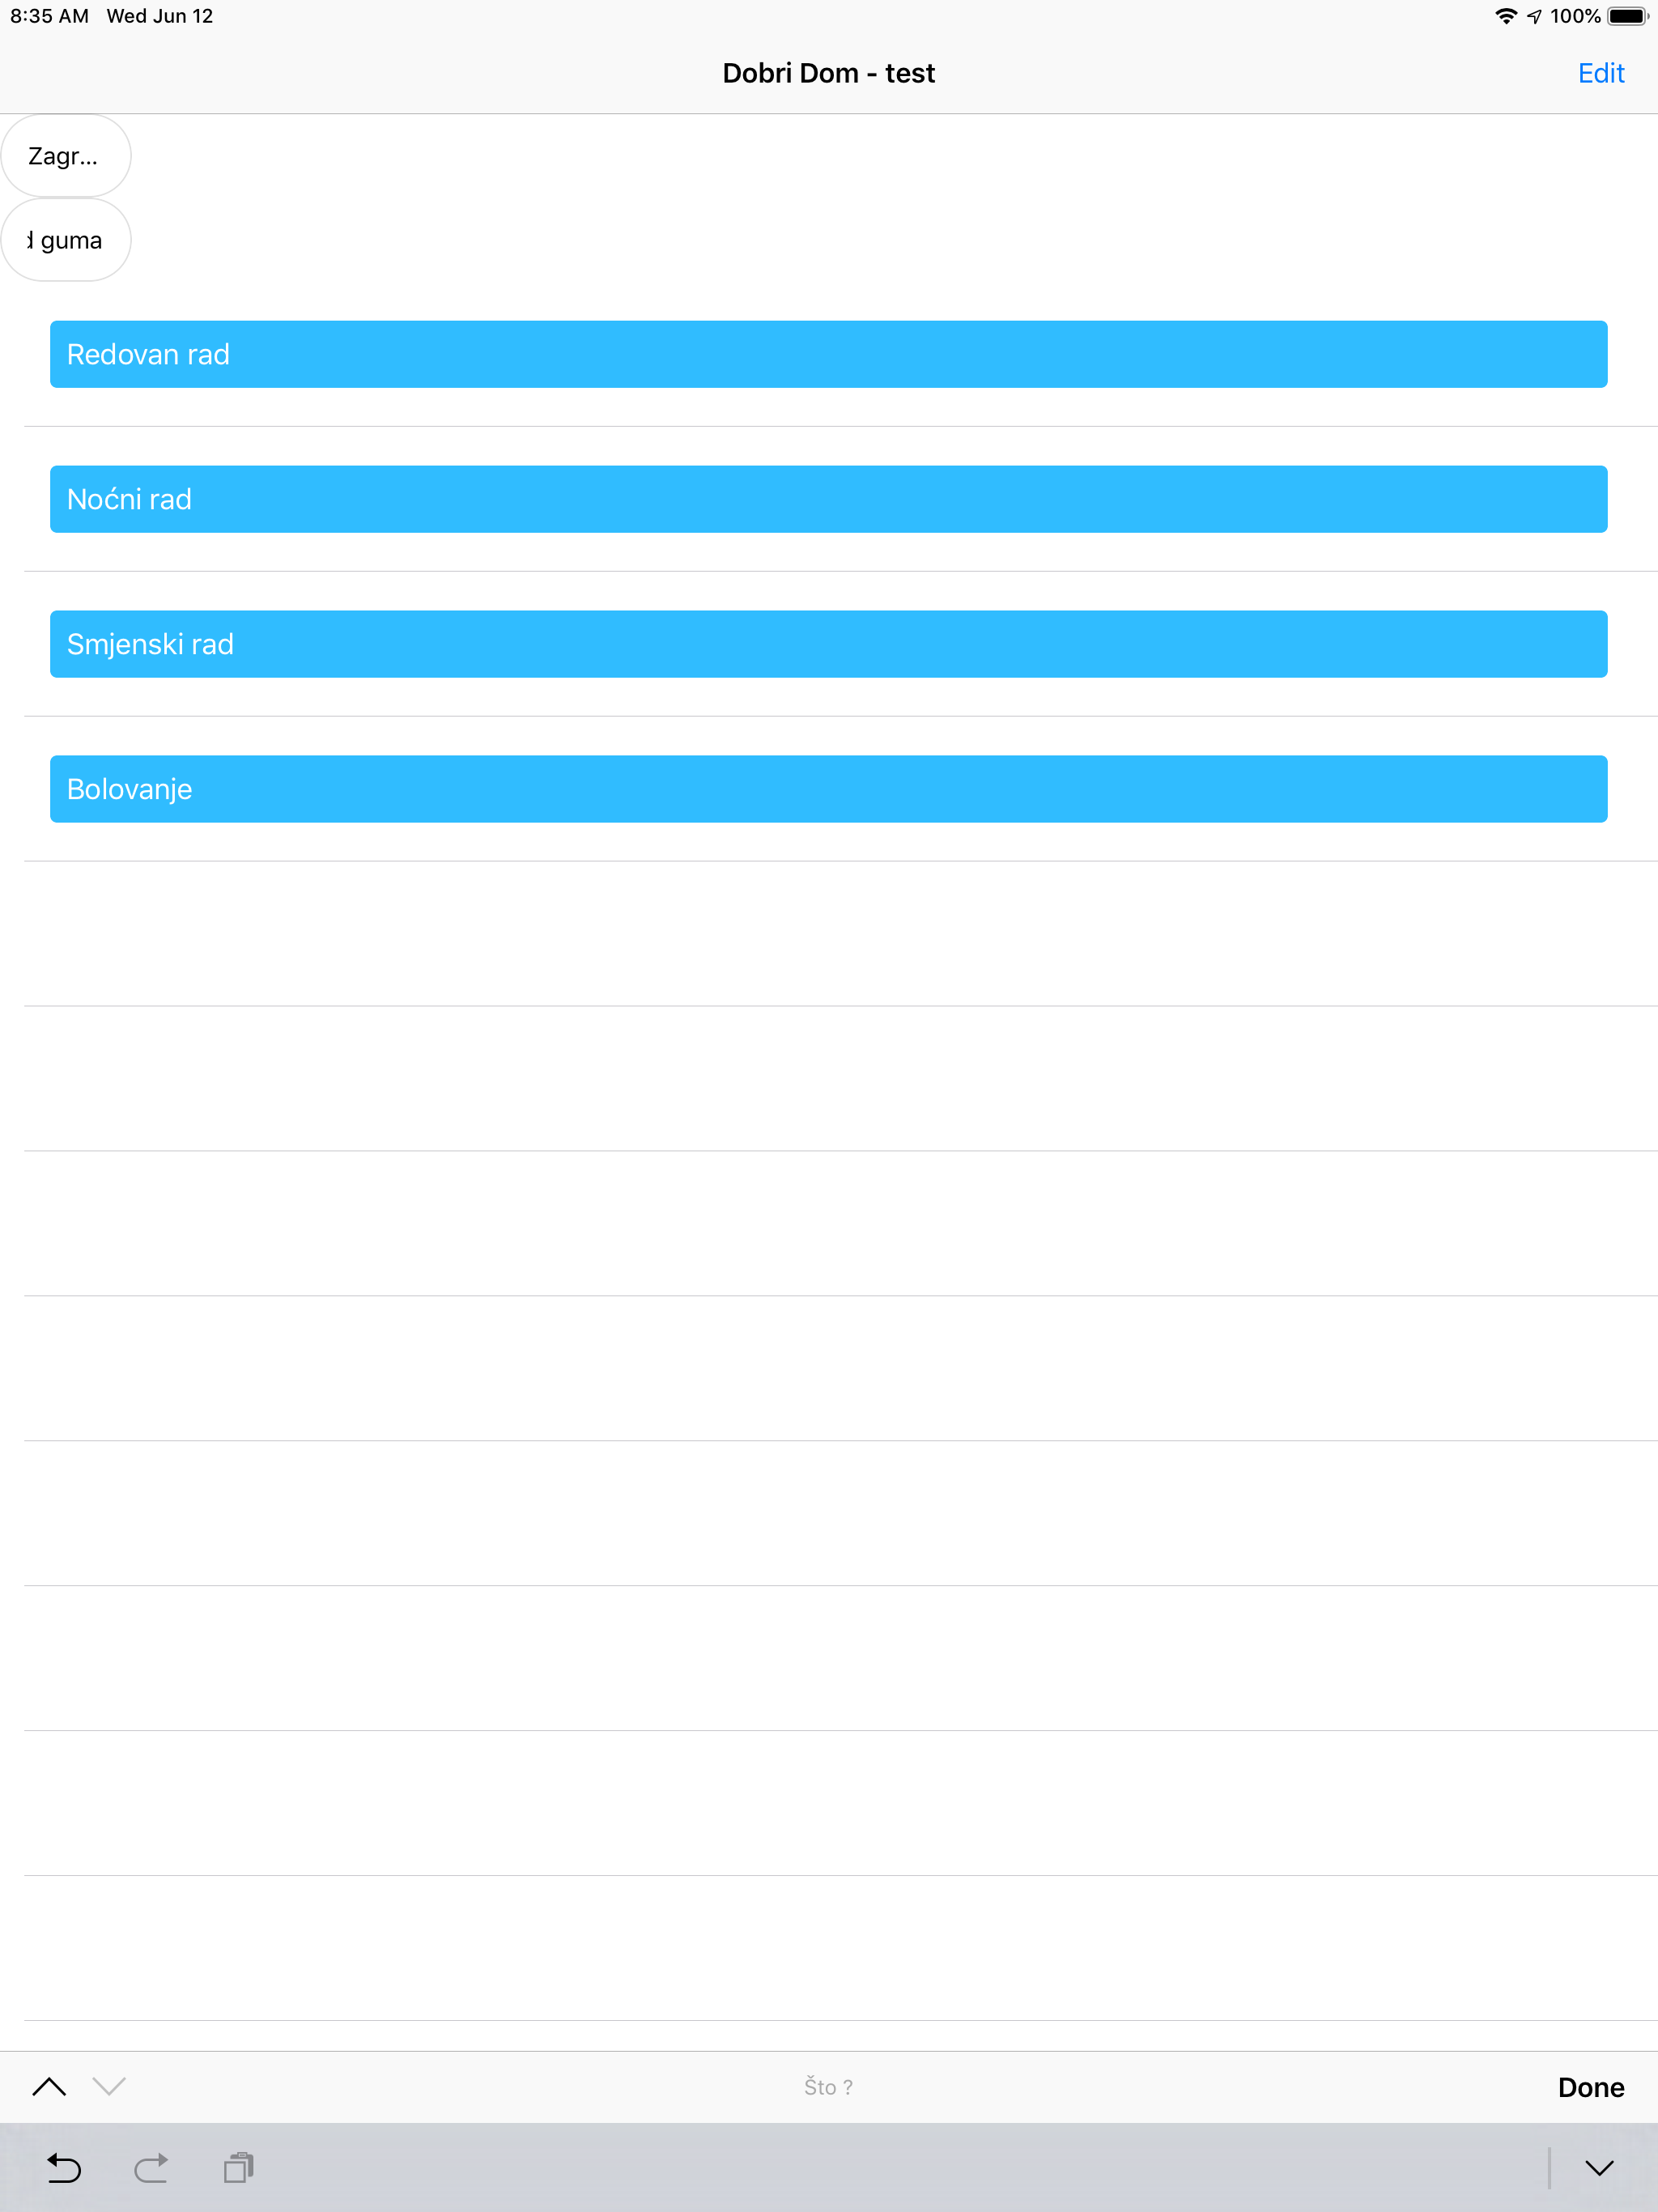 8:35 AM Wed Jun 12 100%
Dobri Dom - test Edit
Zagr...
guma
Redovan rad
Noćni rad
Smjenski rad
Bolovanje
Što ? Done